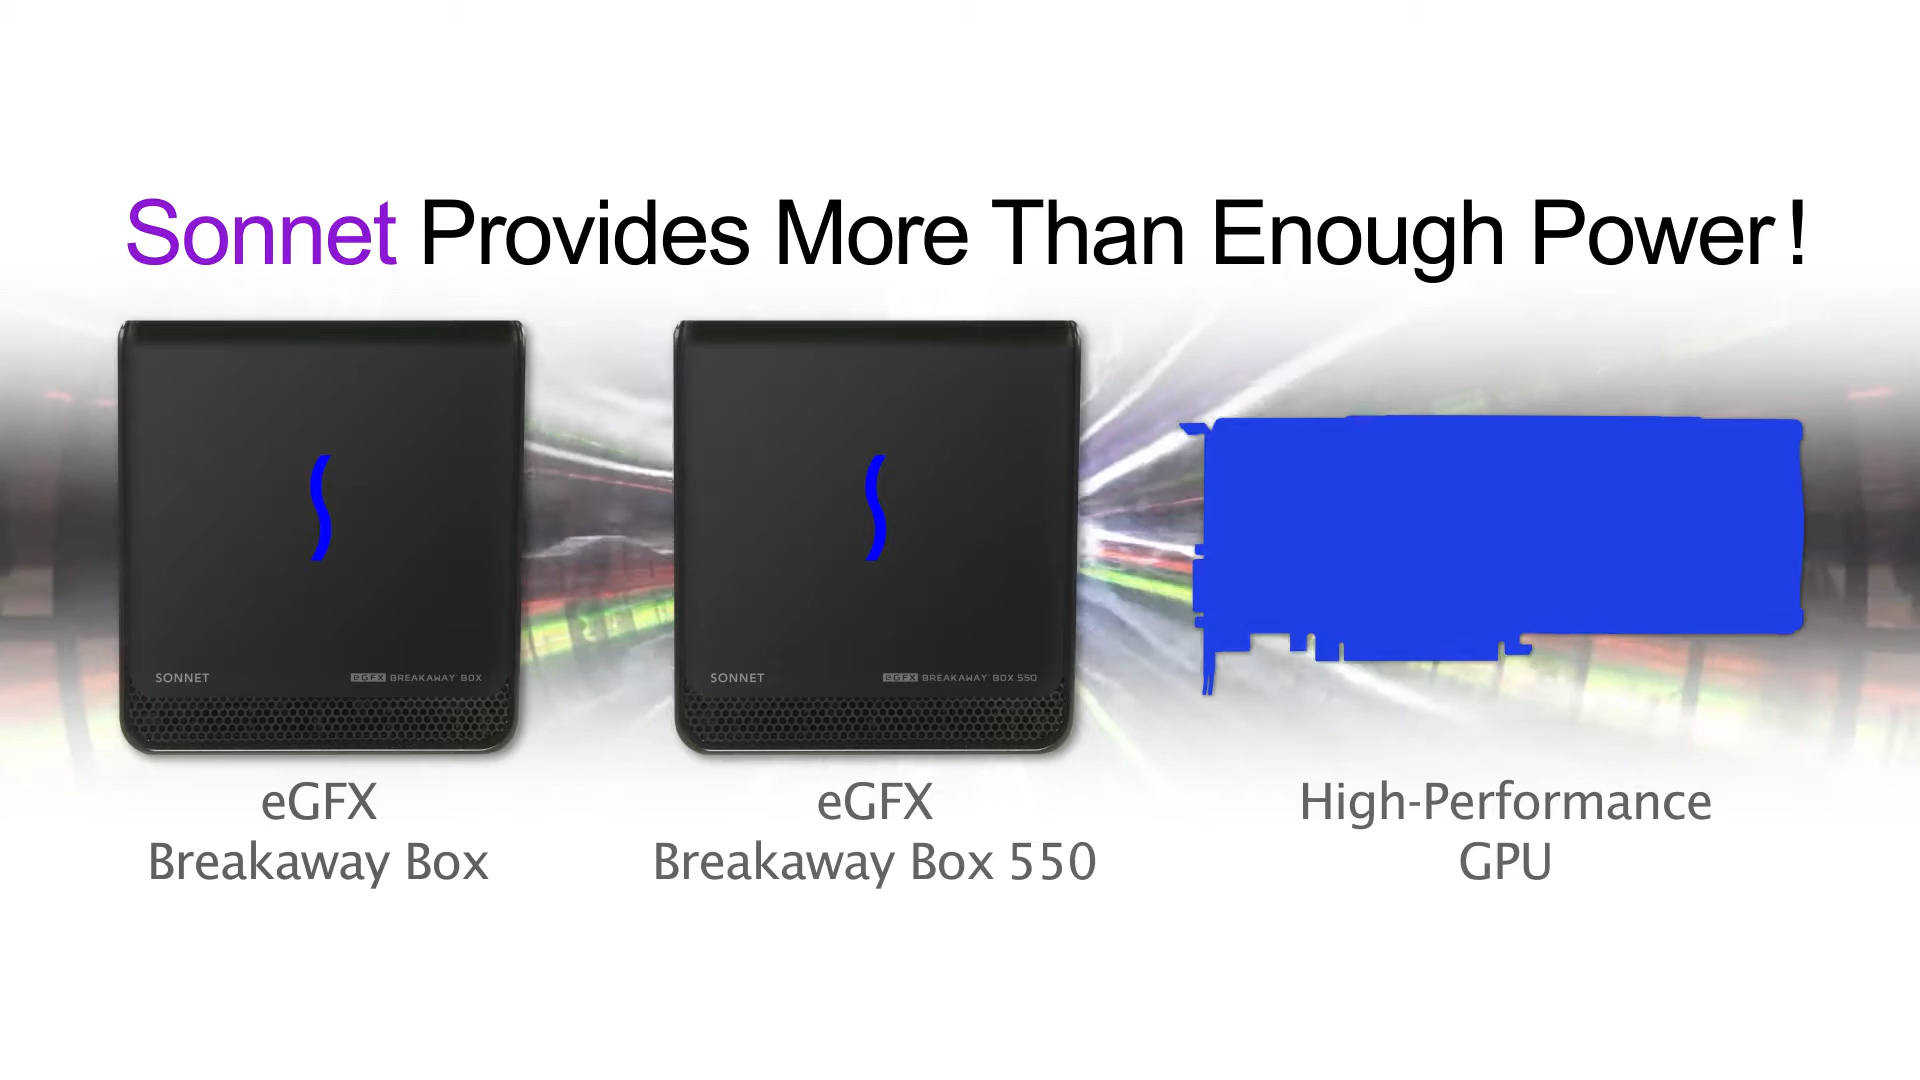 Sonnet Provides More Than Enough Power!
SONNET
eGFX BREAKAWAY BOX
SONNET
eGFX BREAKAWAY BOX 550
eGFX
Breakaway Box
eGFX
Breakaway Box 550
High-Performance
GPU